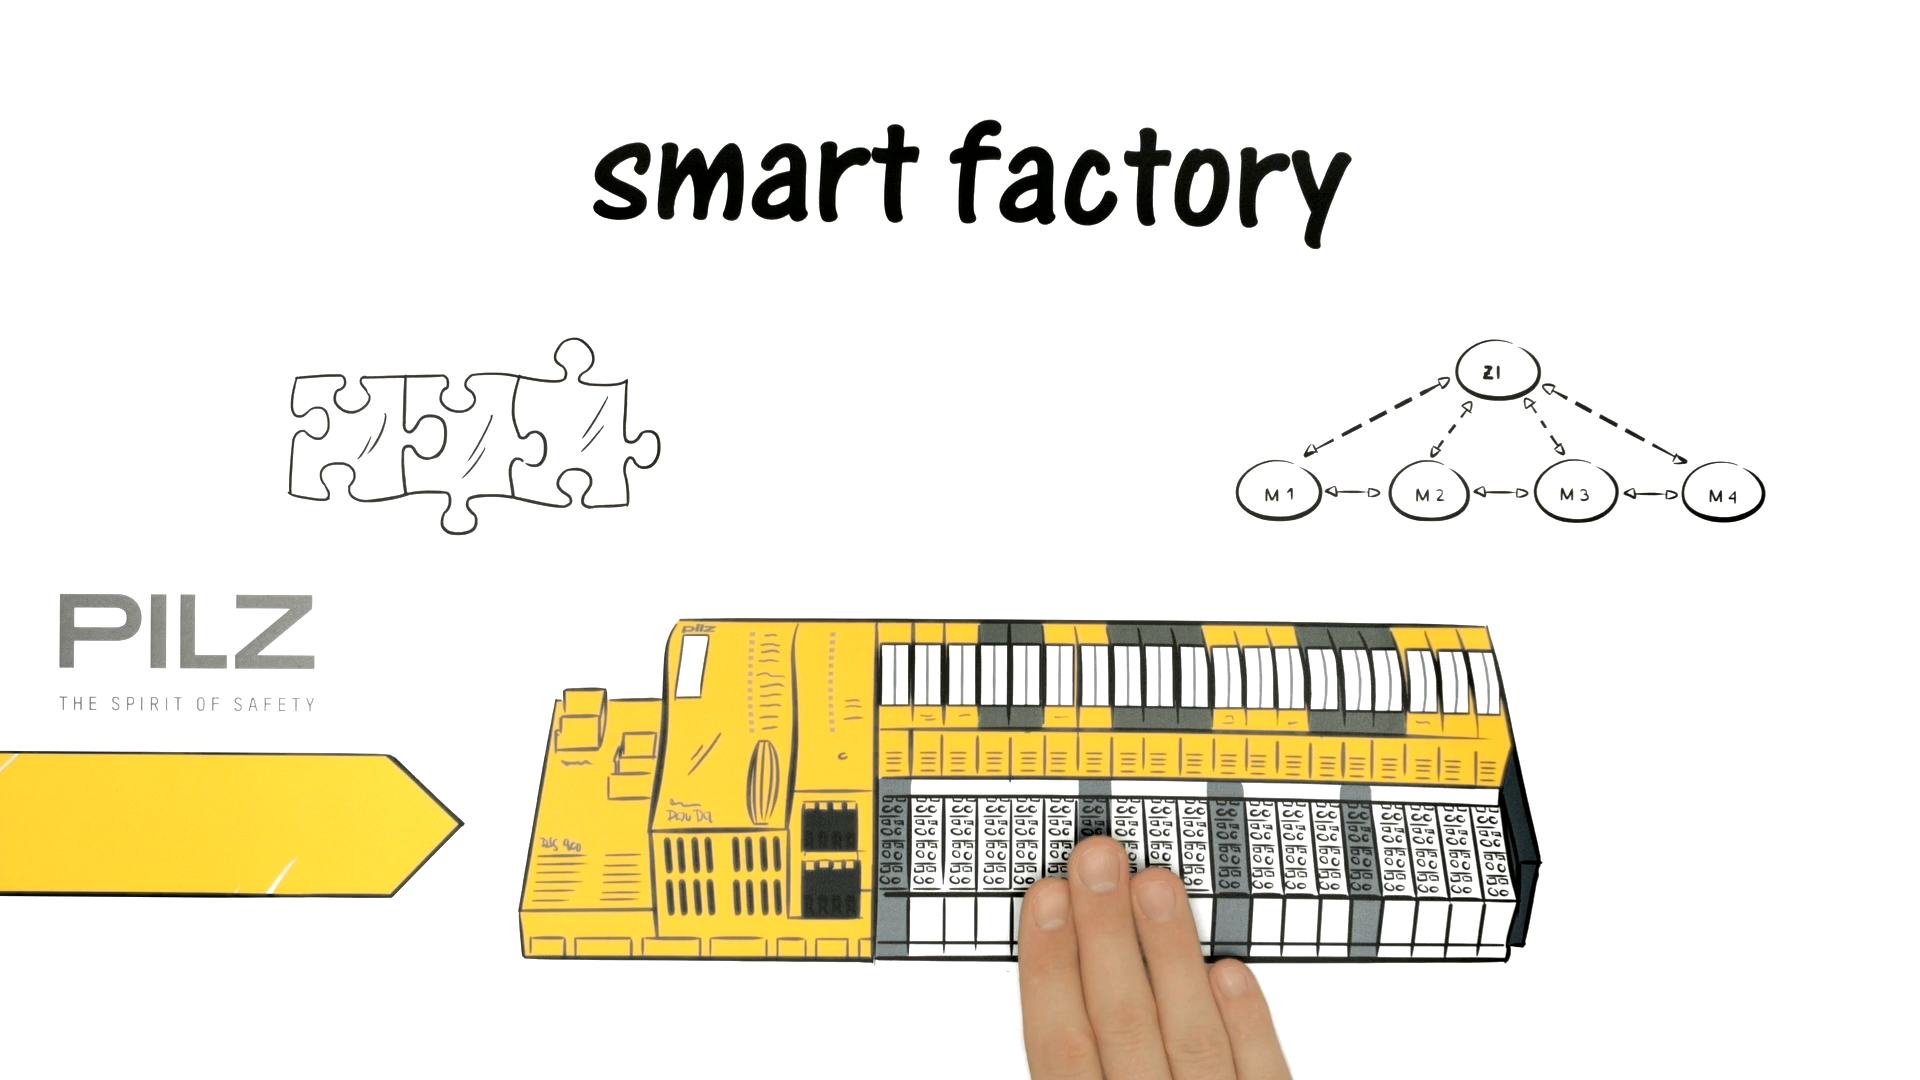 smart factory
Z1
M 1
M 2
M 3
M 4
PILZ
THE SPIRIT OF SAFETY
pilz